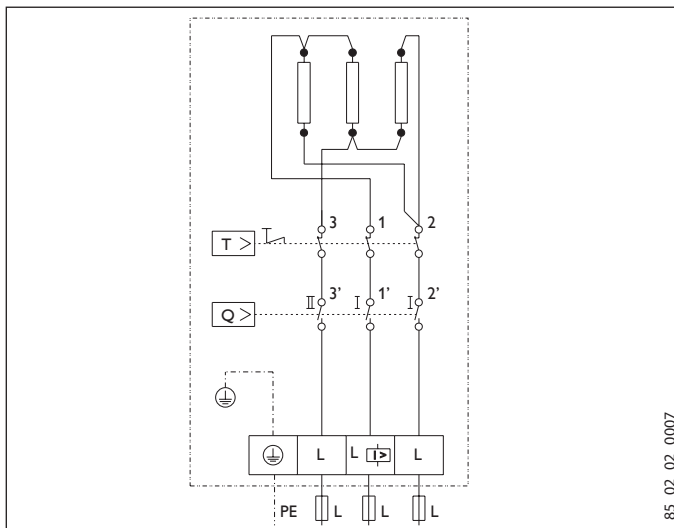 3 1 2
T >
3’ 1’ 2’
II I I
Q >
L L I> L
PE L L L
85_02_02_0007